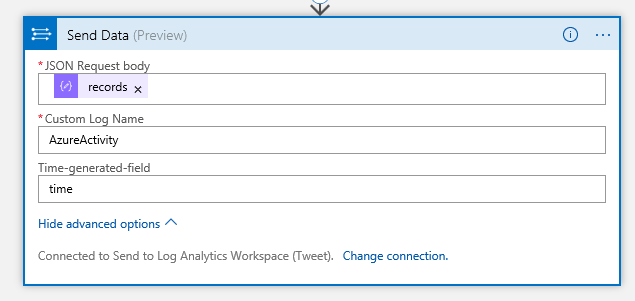 Send Data (Preview)
*JSON Request body
records ×
*Custom Log Name
AzureActivity
Time-generated-field
time
Hide advanced options
Connected to Send to Log Analytics Workspace (Tweet). Change connection.